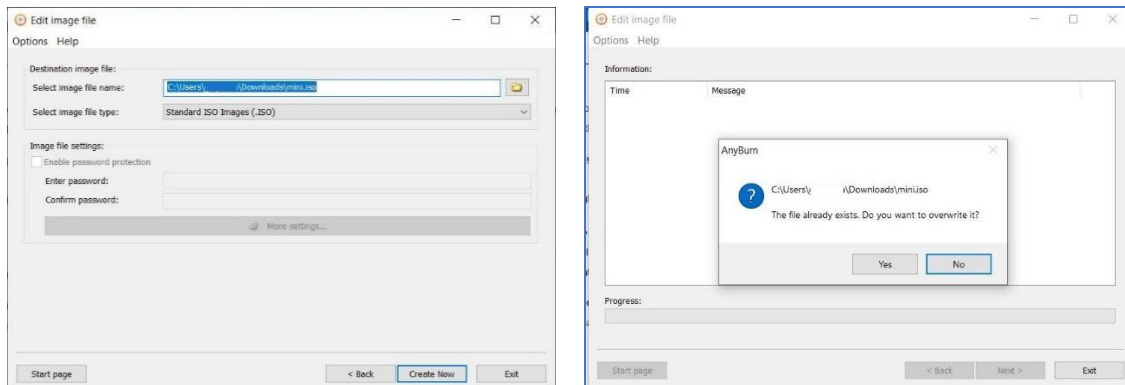 Edit image file
Options Help
Destination image file:
Select image file name: C:\Users\ \Downloads\mini.iso
Select image file type: Standard ISO Images (.ISO)
Image file settings:
Enable password protection
Enter password:
Confirm password:
More settings...
Start page < Back Create Now Exit
Edit image file
Options Help
Information:
Time Message
AnyBurn
C:\Users\ \Downloads\mini.iso
The file already exists. Do you want to overwrite it?
Yes No
Progress:
Start page < Back Next > Exit